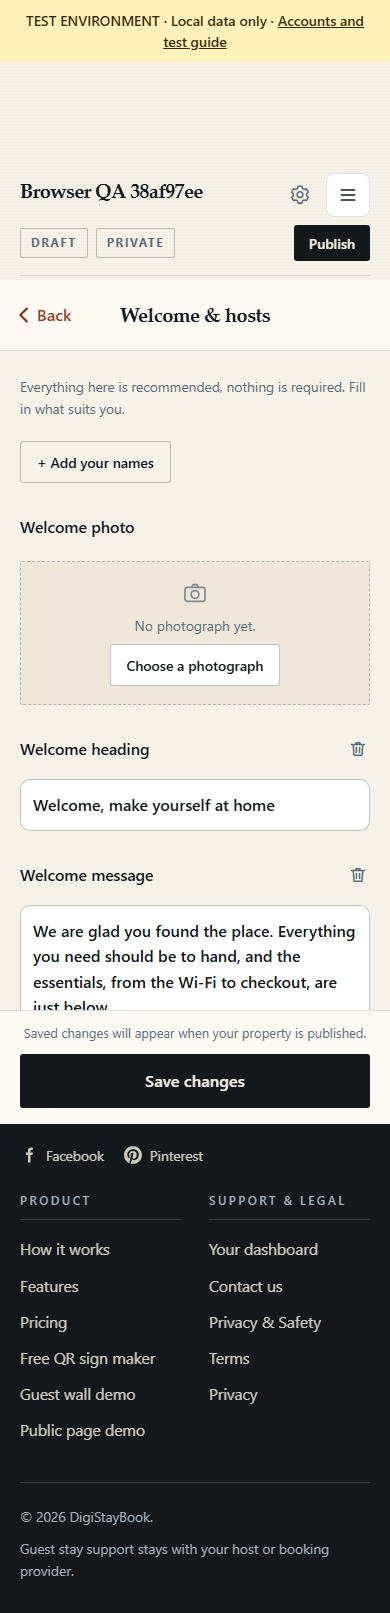 TEST ENVIRONMENT · Local data only · Accounts and
test guide
Browser QA 38af97ee
DRAFT
PRIVATE
Publish
Back
Welcome & hosts
Everything here is recommended, nothing is required. Fill
in what suits you.
+ Add your names
Welcome photo
No photograph yet.
Choose a photograph
Welcome heading
Welcome, make yourself at home
Welcome message
We are glad you found the place. Everything
you need should be to hand, and the
essentials, from the Wi-Fi to checkout, are
just below
Saved changes will appear when your property is published.
Save changes
Facebook
Pinterest
PRODUCT
How it works
Features
Pricing
Free QR sign maker
Guest wall demo
Public page demo
SUPPORT & LEGAL
Your dashboard
Contact us
Privacy & Safety
Terms
Privacy
© 2026 DigiStayBook.
Guest stay support stays with your host or booking
provider.